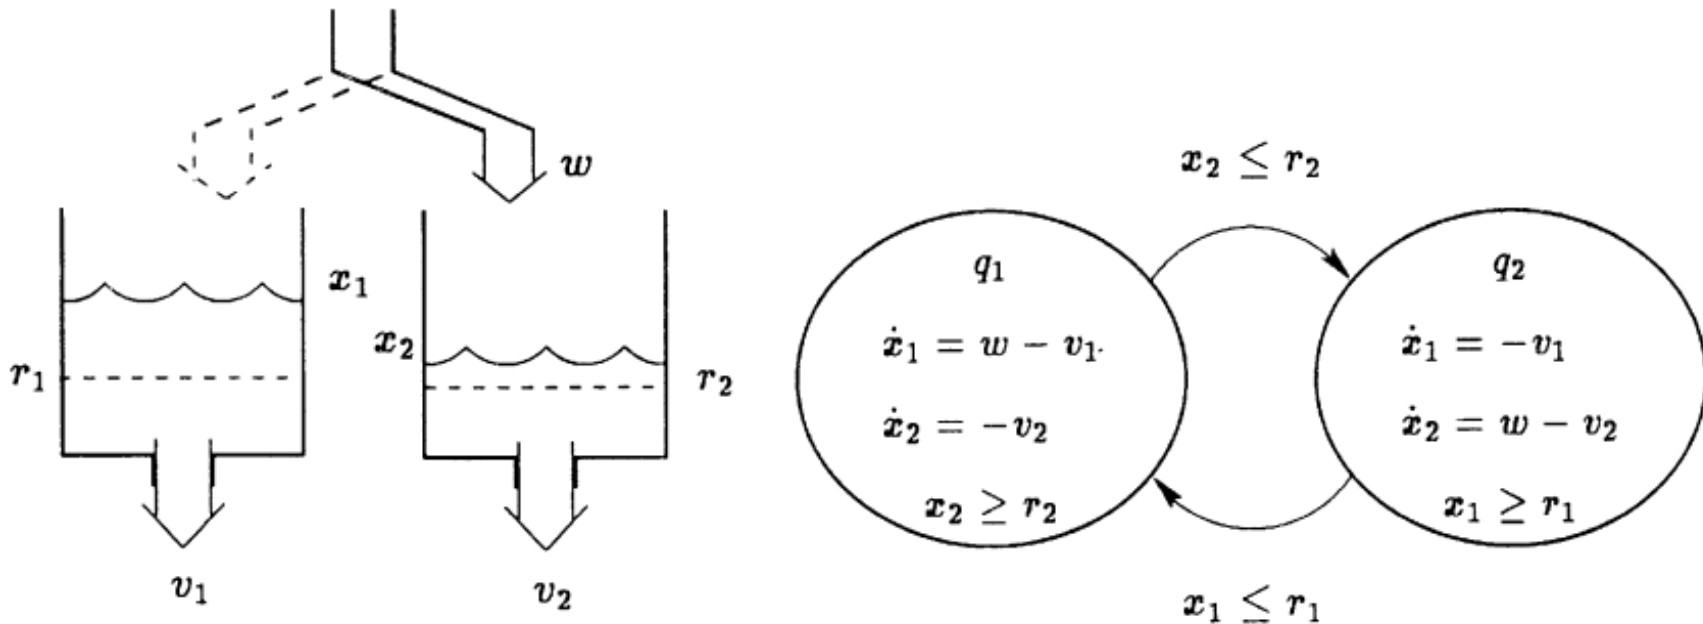 w
x₁
x₂
r₁
r₂
v₁
v₂
x₂ ≤ r₂
q₁
ẋ₁ = w − v₁
ẋ₂ = −v₂
x₂ ≥ r₂
q₂
ẋ₁ = −v₁
ẋ₂ = w − v₂
x₁ ≥ r₁
x₁ ≤ r₁